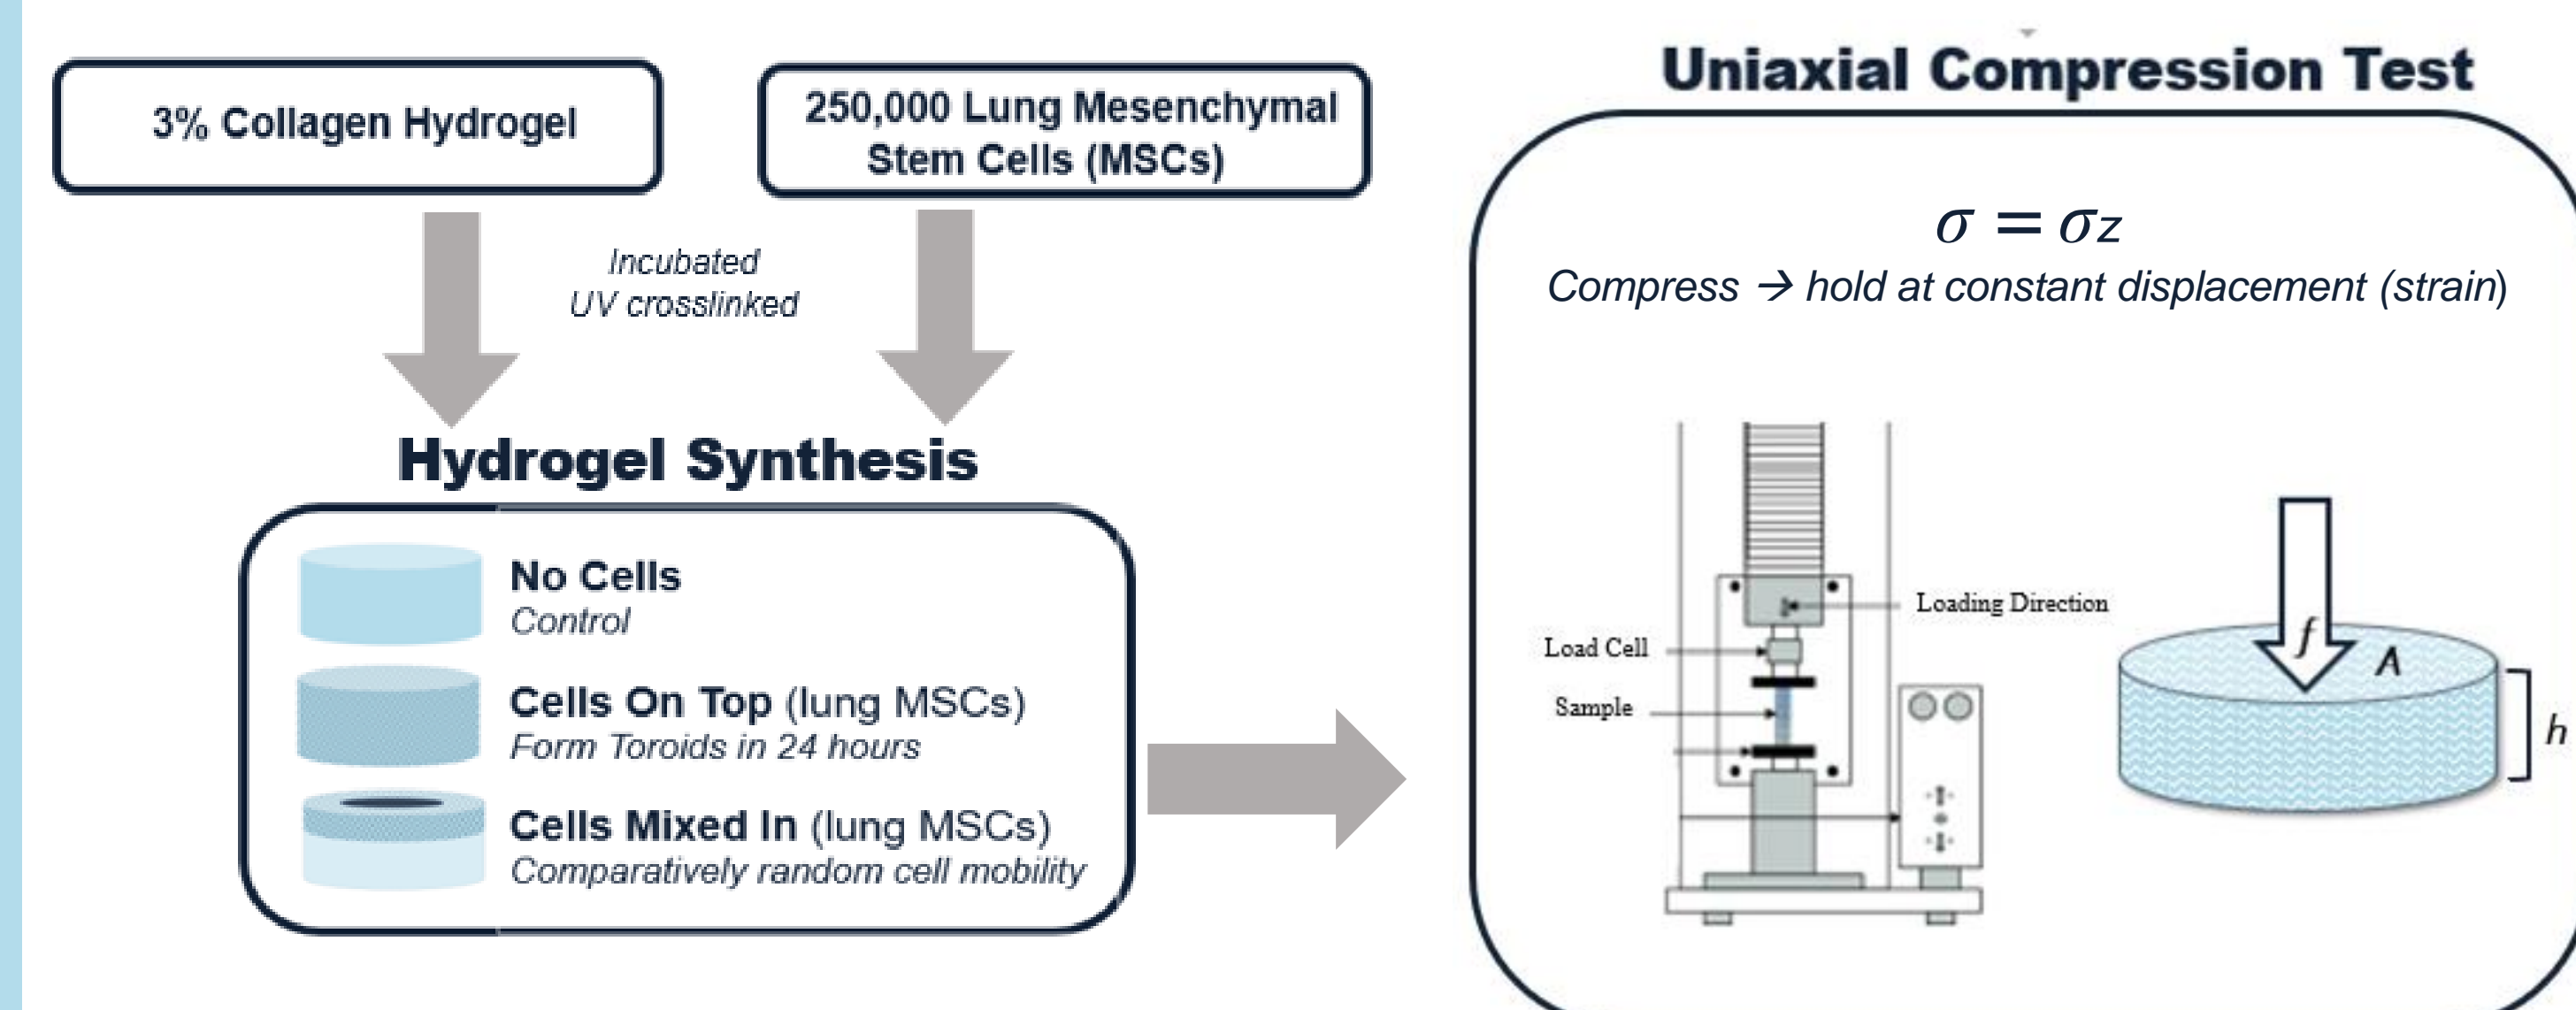 3% Collagen Hydrogel
250,000 Lung Mesenchymal
Stem Cells (MSCs)
Incubated
UV crosslinked
Hydrogel Synthesis
No Cells
Control
Cells On Top (lung MSCs)
Form Toroids in 24 hours
Cells Mixed In (lung MSCs)
Comparatively random cell mobility
Uniaxial Compression Test
σ = σz
Compress → hold at constant displacement (strain)
Loading Direction
Load Cell
Sample
f
A
h